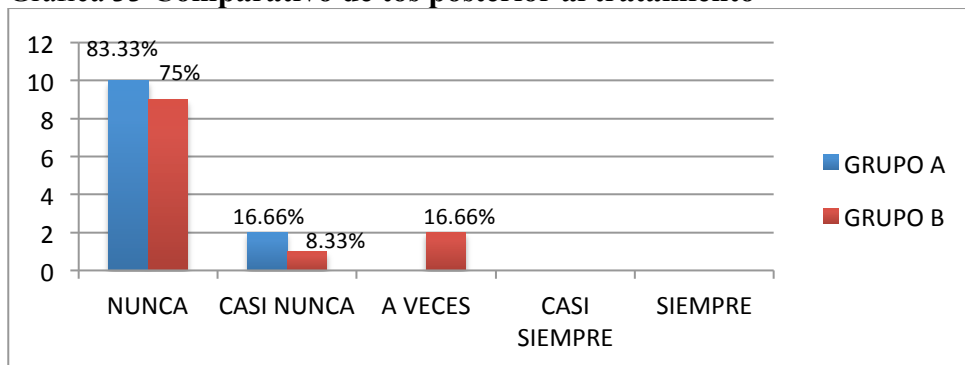 Gráfica 33 Comparativo de tos posterior al tratamiento
12
10
8
6
4
2
0
83.33%
75%
16.66%
8.33%
16.66%
NUNCA
CASI NUNCA
A VECES
CASI
SIEMPRE
SIEMPRE
GRUPO A
GRUPO B